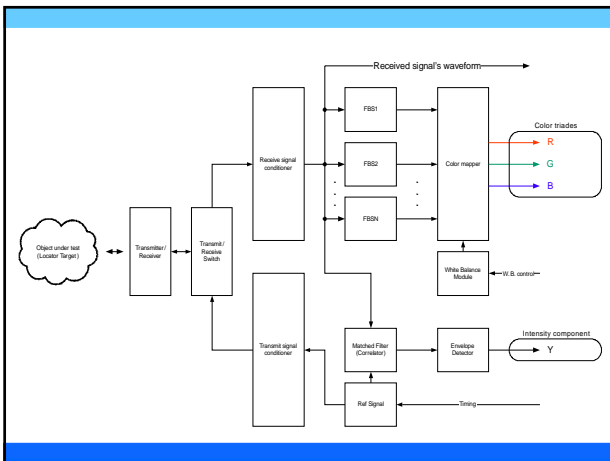 Received signal's waveform
FBS1
Color triades
R
Receive signal
conditioner
FBS2
Color mapper
G
B
FBSN
Object under test
(Locator Target )
Transmitter/
Receiver
Transmit/
Receive
Switch
White Balance
Module
W.B. control
Transmit signal
conditioner
Matched Filter
(Correlator)
Envelope
Detector
Intensity component
Y
Ref Signal
Timing